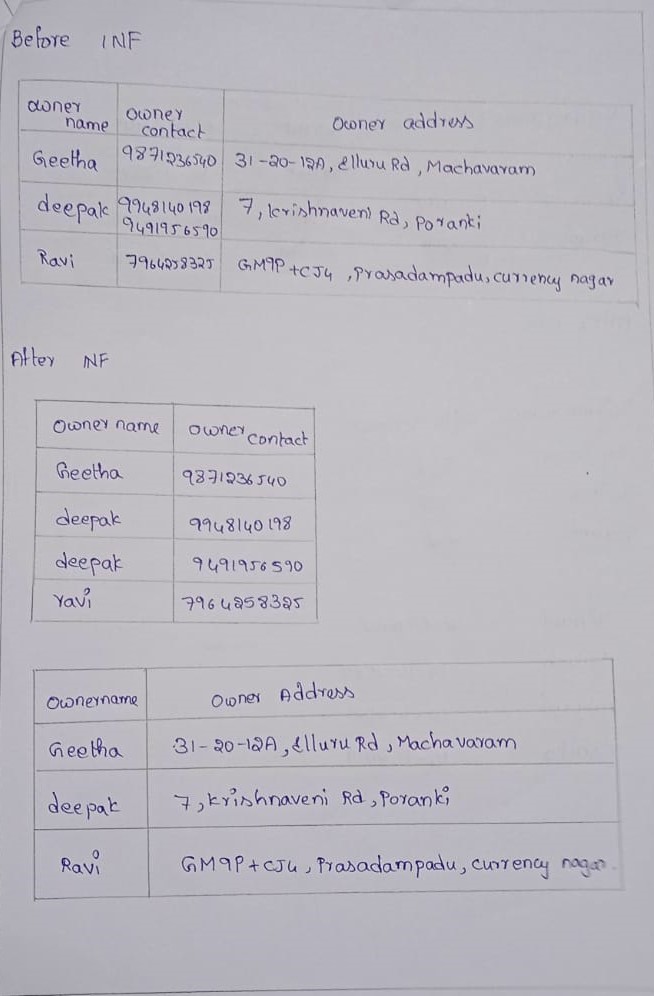 Before 1NF
owner name owner contact Owner address
Geetha 9871236540 31-20-12A, Elluru Rd, Machavaram
deepak 9948140198 7, krishnaveni Rd, Poranki
9491956590
Ravi 7964258325 GM9P+CJ4, Prasadampadu, currency nagar
After 1NF
Owner name owner contact
Geetha 9871236540
deepak 9948140198
deepak 9491956590
ravi 7964258325
Ownername Owner Address
Geetha 31-20-12A, Elluru Rd, Machavaram
deepak 7, krishnaveni Rd, Poranki
Ravi GM9P+CJ4, Prasadampadu, currency nagar